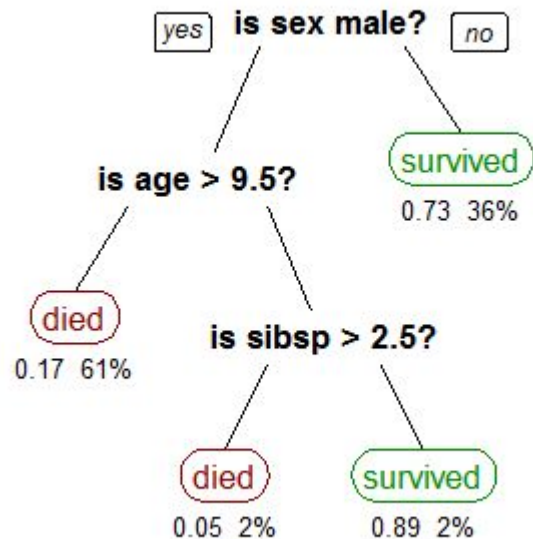 yes is sex male? no
survived
is age > 9.5?
0.73 36%
died
is sibsp > 2.5?
0.17 61%
died survived
0.05 2% 0.89 2%